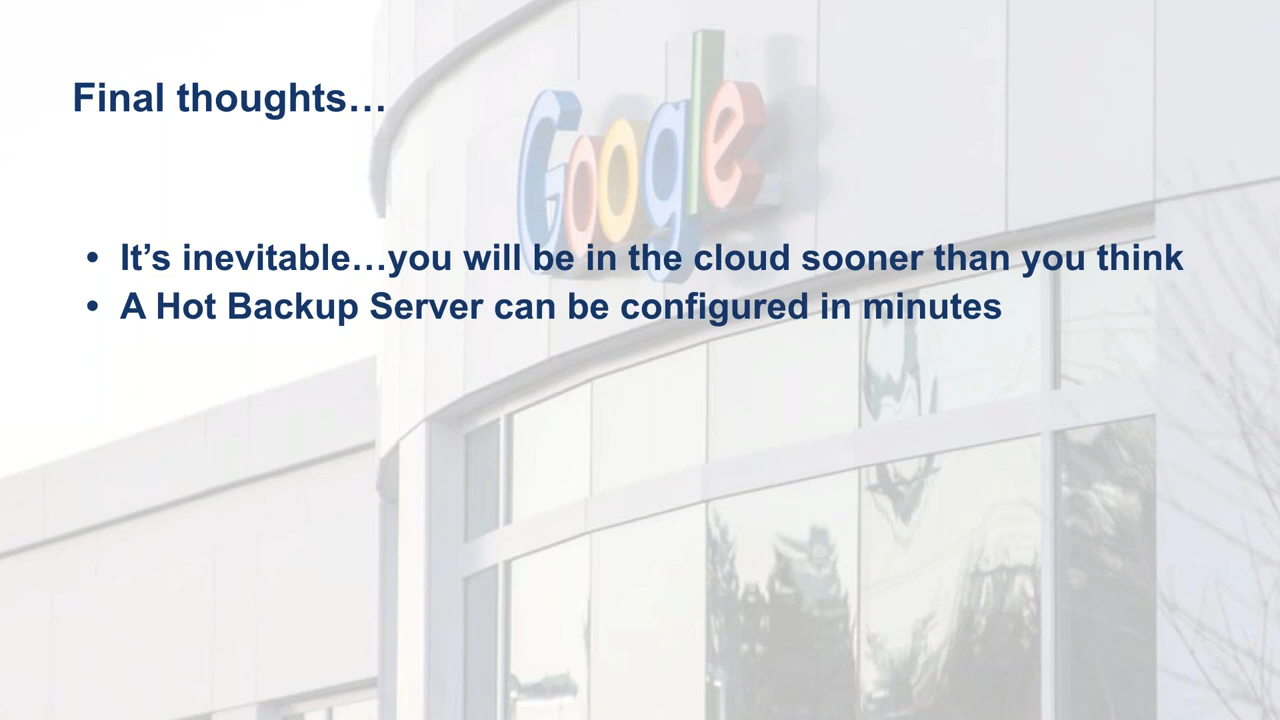 Final thoughts…
Google
• It’s inevitable…you will be in the cloud sooner than you think
• A Hot Backup Server can be configured in minutes